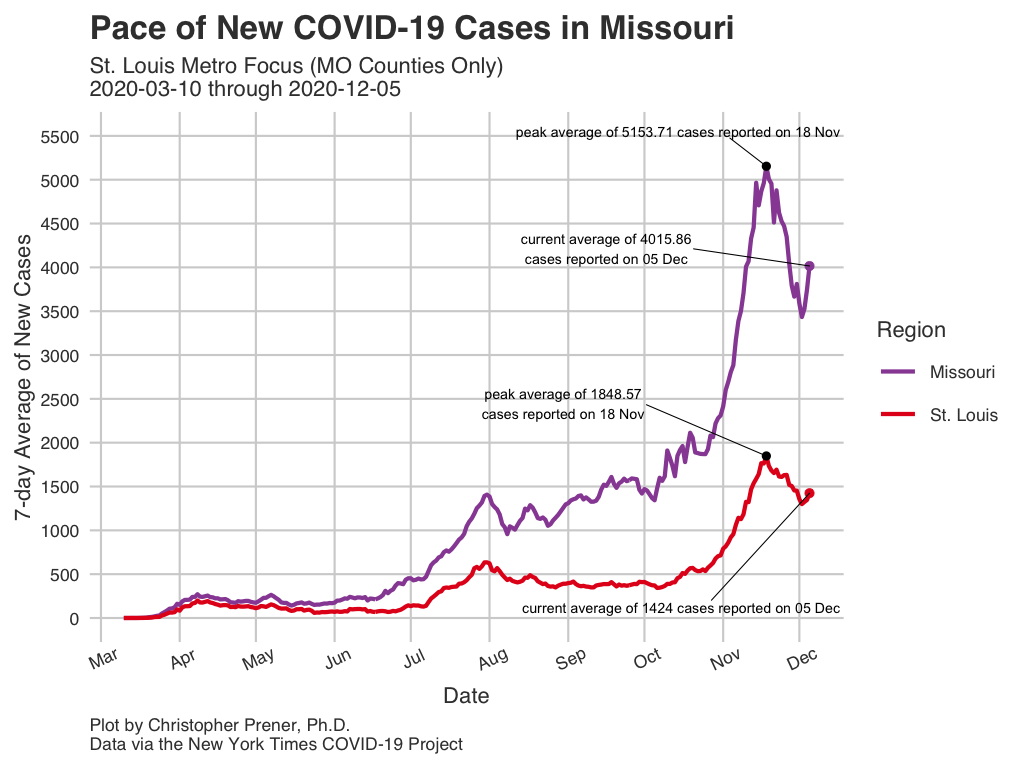 Pace of New COVID-19 Cases in Missouri
St. Louis Metro Focus (MO Counties Only)
2020-03-10 through 2020-12-05
7-day Average of New Cases
5500
5000
4500
4000
3500
3000
2500
2000
1500
1000
500
0
peak average of 5153.71 cases reported on 18 Nov
current average of 4015.86
cases reported on 05 Dec
peak average of 1848.57
cases reported on 18 Nov
current average of 1424 cases reported on 05 Dec
Region
Missouri
St. Louis
Mar Apr May Jun Jul Aug Sep Oct Nov Dec
Date
Plot by Christopher Prener, Ph.D.
Data via the New York Times COVID-19 Project